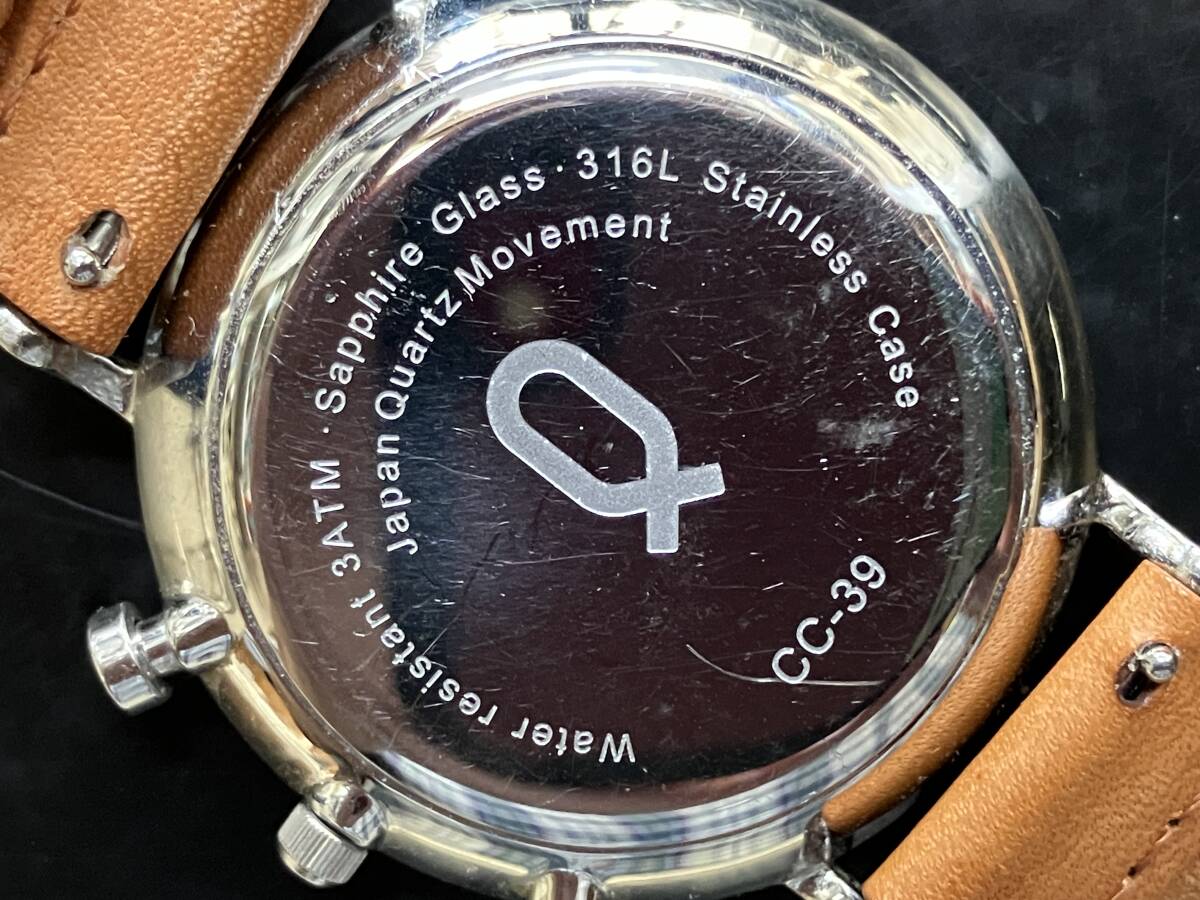 Water resistant 3ATM · Sapphire Glass · 316L Stainless Case
Japan Quartz Movement
CC-39